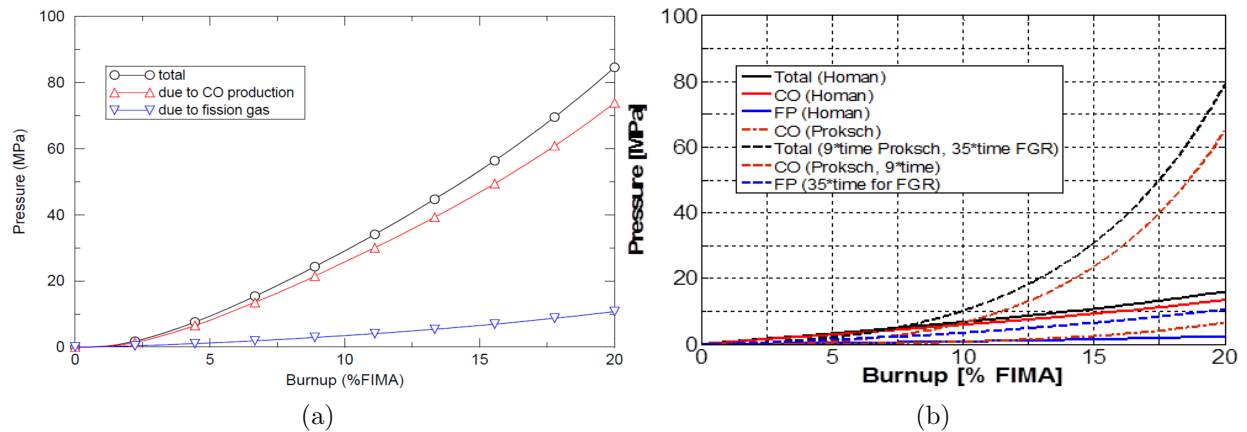 100
80
60
40
20
0
Pressure (MPa)
total
due to CO production
due to fission gas
0
5
10
15
20
Burnup (%FIMA)
(a)
100
80
60
40
20
0
Pressure [MPa]
Total (Homan)
CO (Homan)
FP (Homan)
CO (Proksch)
Total (9*time Proksch, 35*time FGR)
CO (Proksch, 9*time)
FP (35*time for FGR)
0
5
10
15
20
Burnup [% FIMA]
(b)